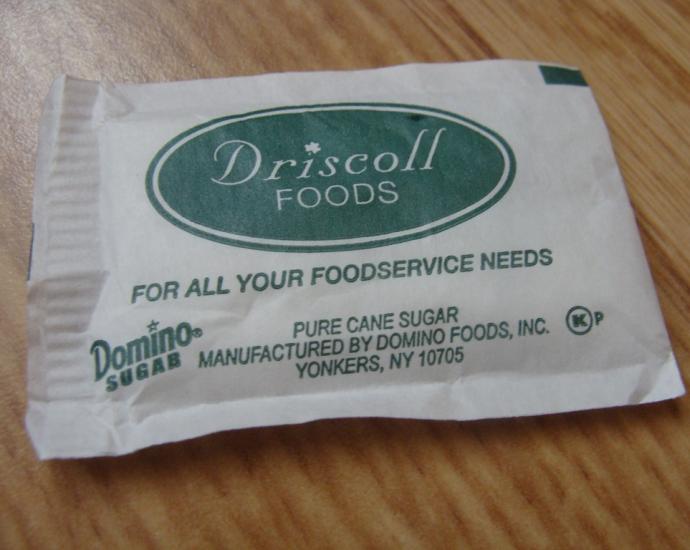 Driscoll
FOODS
FOR ALL YOUR FOODSERVICE NEEDS
Domino®
SUGAR
PURE CANE SUGAR
MANUFACTURED BY DOMINO FOODS, INC.
YONKERS, NY 10705
K P